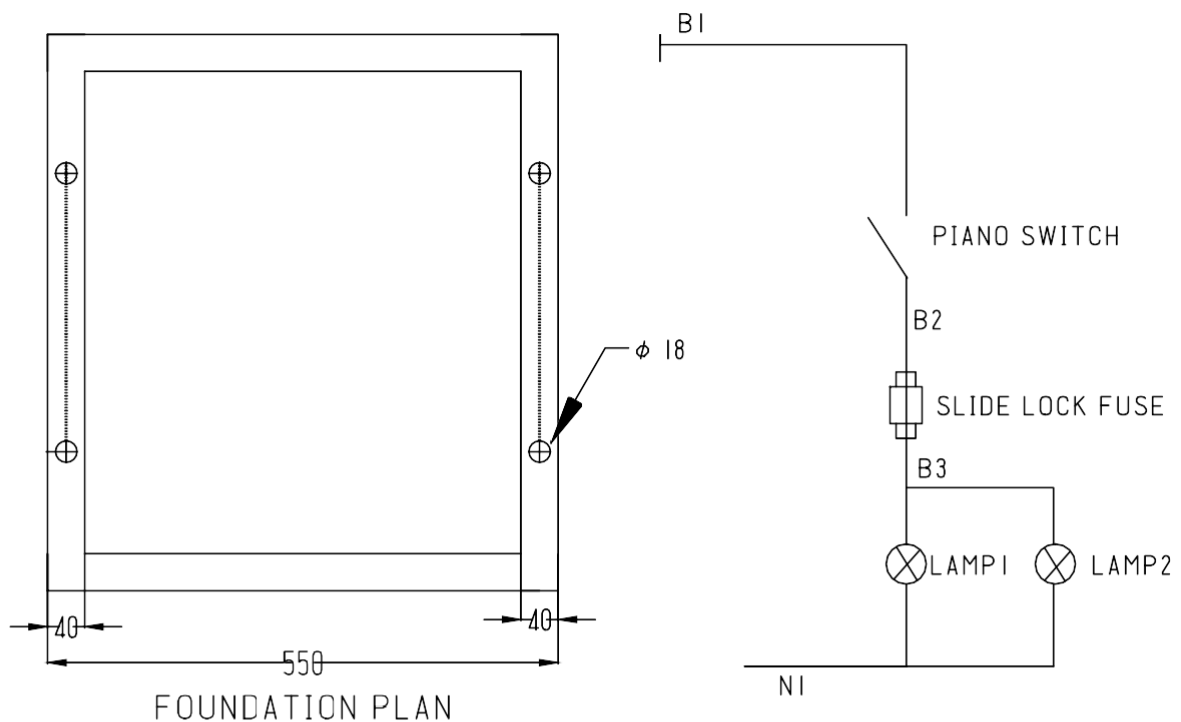 B1
PIANO SWITCH
B2
φ 18
SLIDE LOCK FUSE
B3
LAMP1
LAMP2
40
40
550
N1
FOUNDATION PLAN